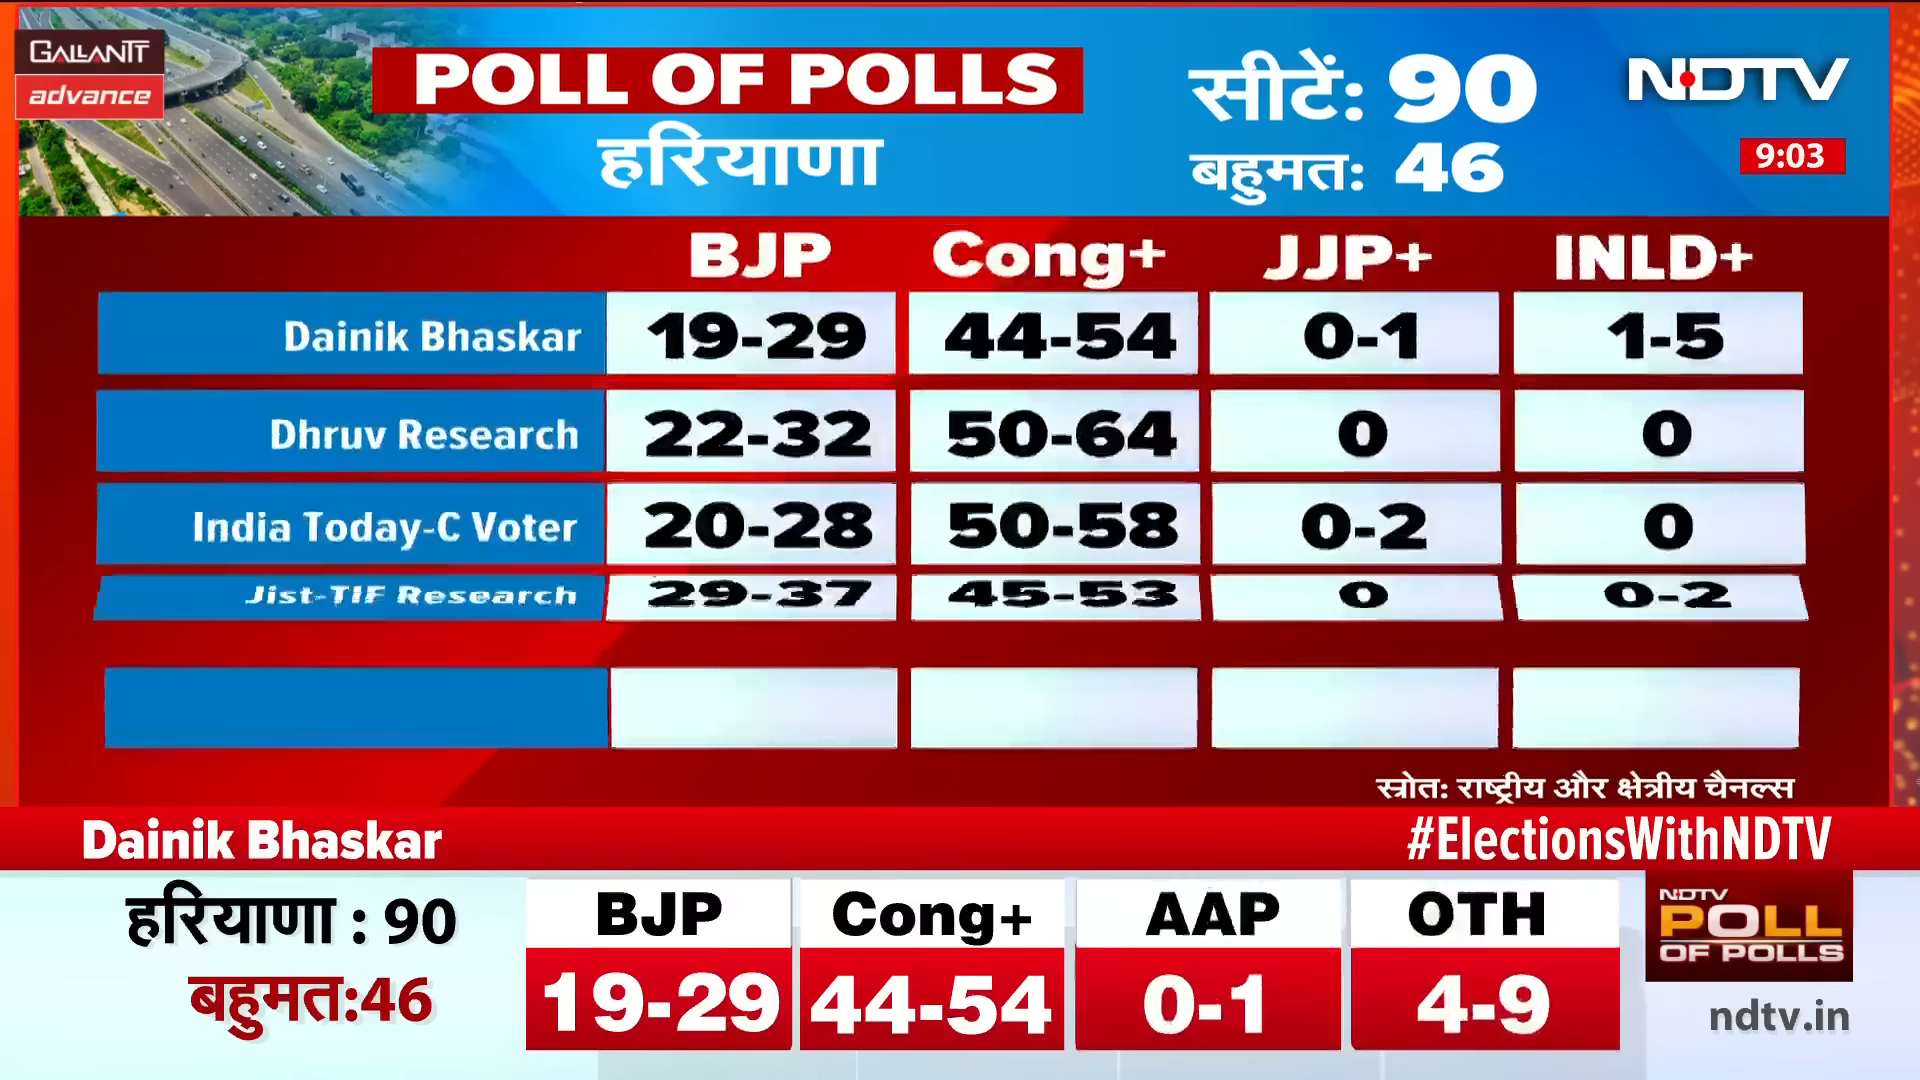 GALLANTT
advance
POLL OF POLLS
हरियाणा
सीटें: 90
बहुमत: 46
NDTV
9:03
BJP Cong+ JJP+ INLD+
Dainik Bhaskar 19-29 44-54 0-1 1-5
Dhruv Research 22-32 50-64 0 0
India Today-C Voter 20-28 50-58 0-2 0
Jist-TIF Research 29-37 45-53 0 0-2
स्रोत: राष्ट्रीय और क्षेत्रीय चैनल्स
Dainik Bhaskar #ElectionsWithNDTV
हरियाणा : 90
बहुमत:46
BJP Cong+ AAP OTH
19-29 44-54 0-1 4-9
NDTV
POLL
OF POLLS
ndtv.in